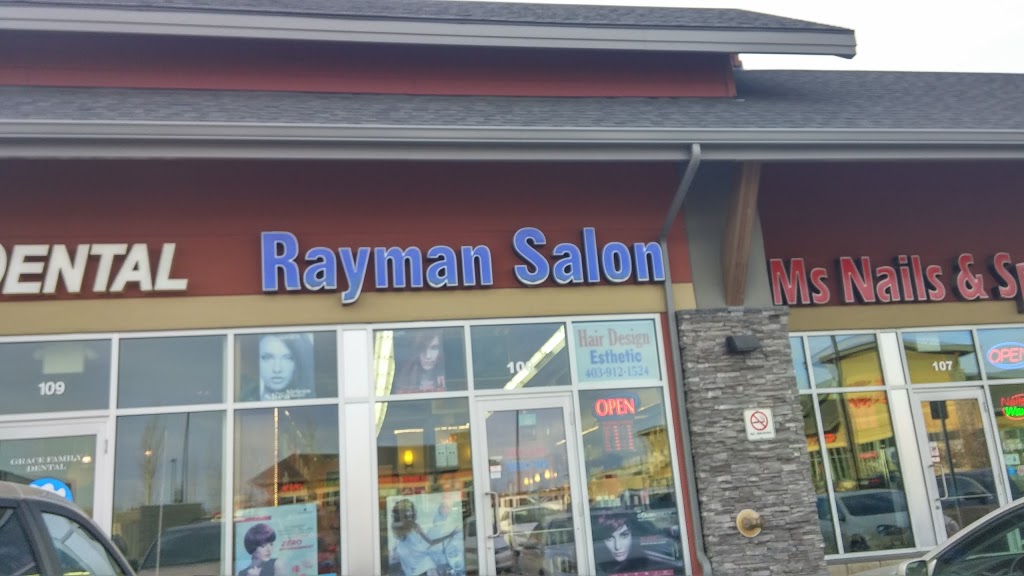 DENTAL
Rayman Salon
Ms Nails & Sp
Hair Design
Esthetic
403-912-1524
109
107
OPEN
OPEN
GRACE FAMILY
DENTAL